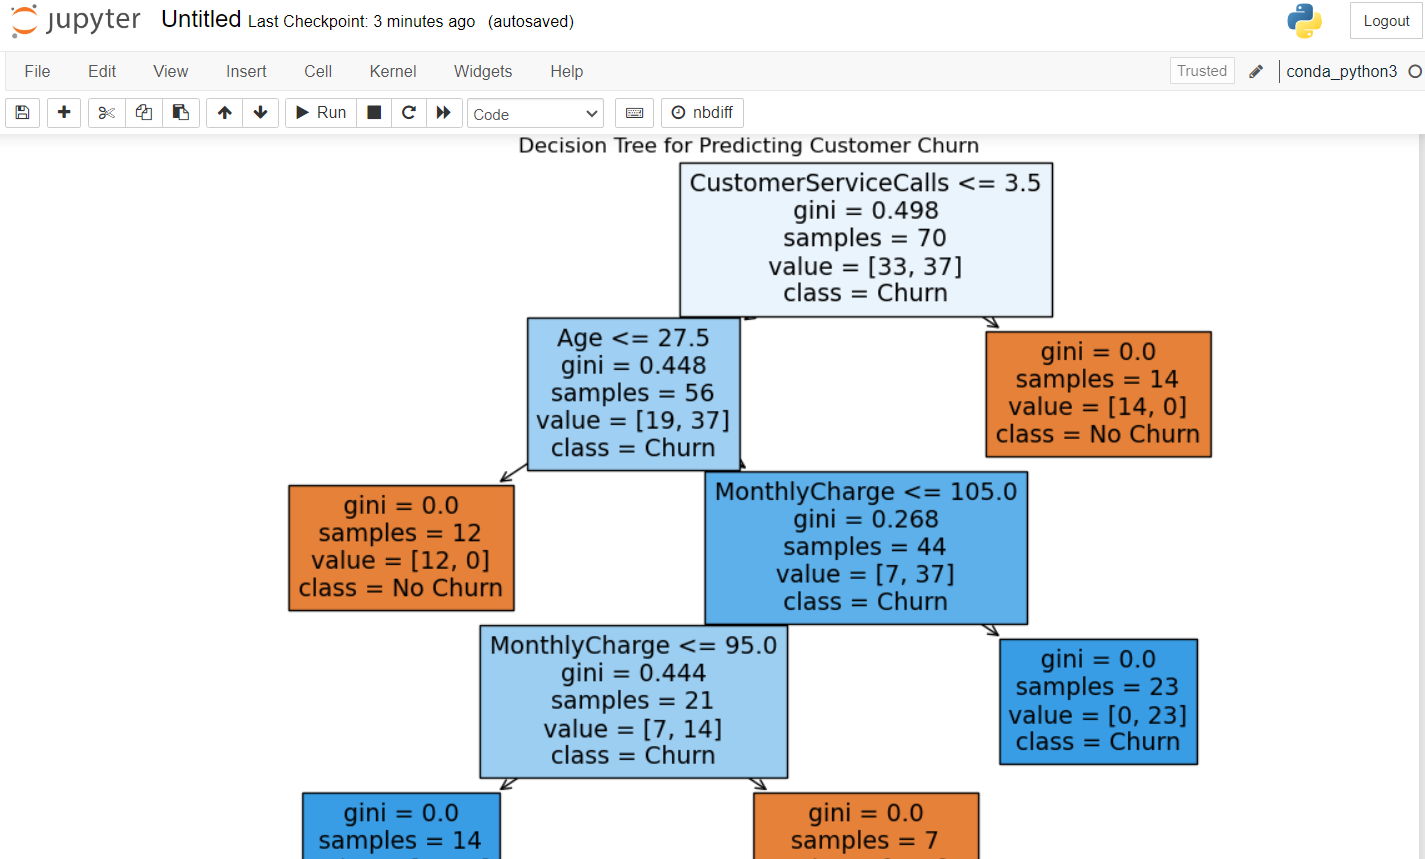 jupyter Untitled Last Checkpoint: 3 minutes ago (autosaved)
Logout
File Edit View Insert Cell Kernel Widgets Help
Trusted
conda_python3
Run
Code
nbdiff
Decision Tree for Predicting Customer Churn
CustomerServiceCalls <= 3.5
gini = 0.498
samples = 70
value = [33, 37]
class = Churn
Age <= 27.5
gini = 0.448
samples = 56
value = [19, 37]
class = Churn
gini = 0.0
samples = 14
value = [14, 0]
class = No Churn
gini = 0.0
samples = 12
value = [12, 0]
class = No Churn
MonthlyCharge <= 105.0
gini = 0.268
samples = 44
value = [7, 37]
class = Churn
MonthlyCharge <= 95.0
gini = 0.444
samples = 21
value = [7, 14]
class = Churn
gini = 0.0
samples = 23
value = [0, 23]
class = Churn
gini = 0.0
samples = 14
gini = 0.0
samples = 7